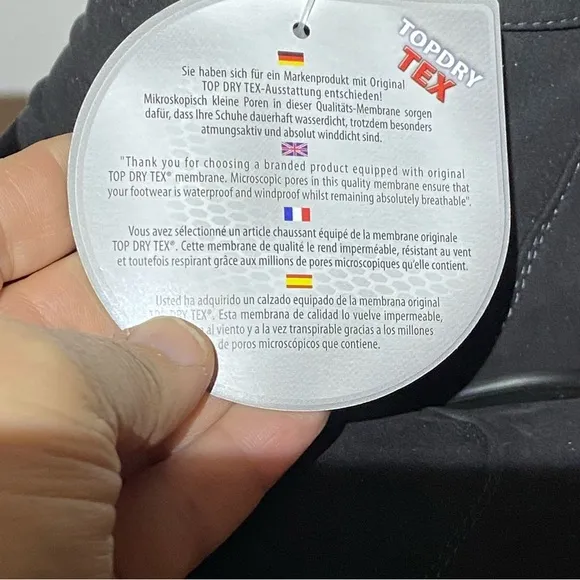 TOPDRY
TEX
Sie haben sich für ein Markenprodukt mit Original
TOP DRY TEX-Ausstattung entschieden!
Mikroskopisch kleine Poren in dieser Qualitäts-Membrane sorgen
dafür, dass Ihre Schuhe dauerhaft wasserdicht, trotzdem besonders
atmungsaktiv und absolut winddicht sind.
"Thank you for choosing a branded product equipped with original
TOP DRY TEX® membrane. Microscopic pores in this quality membrane ensure that
your footwear is waterproof and windproof whilst remaining absolutely breathable".
Vous avez sélectionné un article chaussant équipé de la membrane originale
TOP DRY TEX®. Cette membrane de qualité le rend imperméable, résistant au vent
et toutefois respirant grâce aux millions de pores microscopiques qu'elle contient.
Usted ha adquirido un calzado equipado de la membrana original
TOP DRY TEX®. Esta membrana de calidad lo vuelve impermeable,
al viento y a la vez transpirable gracias a los millones
de poros microscópicos que contiene.